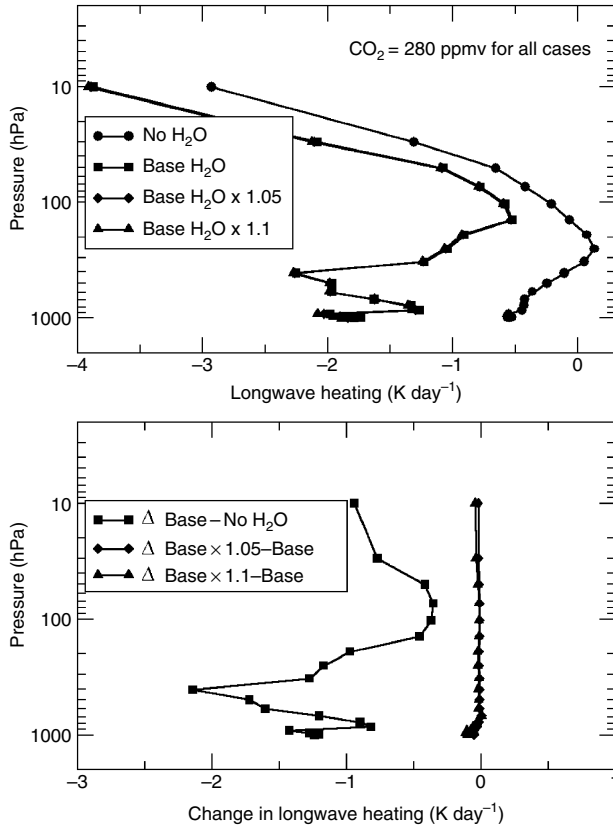 CO₂ = 280 ppmv for all cases
10
100
1000
Pressure (hPa)
No H₂O
Base H₂O
Base H₂O x 1.05
Base H₂O x 1.1
−4 −3 −2 −1 0
Longwave heating (K day⁻¹)
10
100
1000
Pressure (hPa)
Δ Base – No H₂O
Δ Base × 1.05–Base
Δ Base × 1.1–Base
−3 −2 −1 0
Change in longwave heating (K day⁻¹)